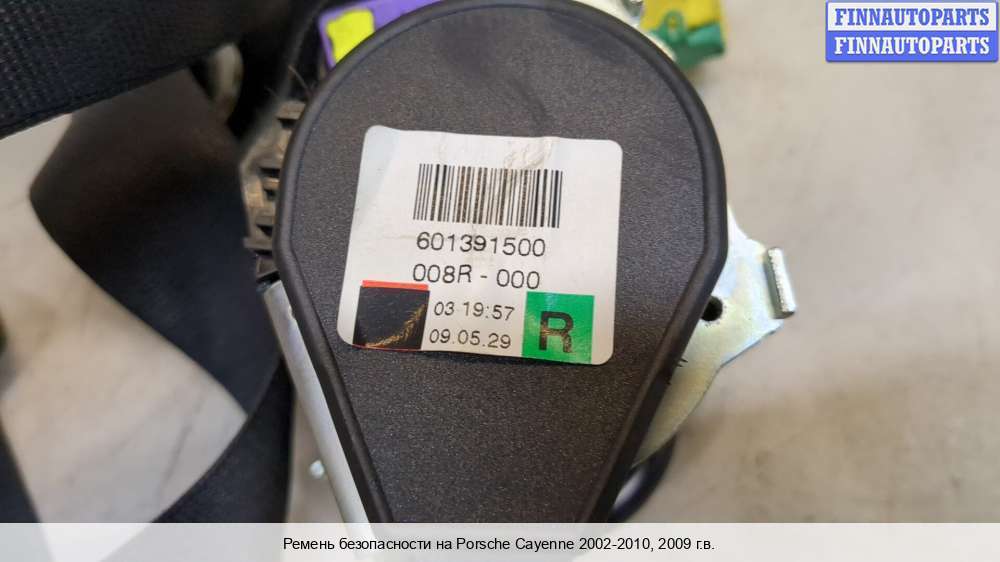 FINNAUTOPARTS
FINNAUTOPARTS
601391500
008R - 000
03 19:57
09.05.29
R
Ремень безопасности на Porsche Cayenne 2002-2010, 2009 г.в.